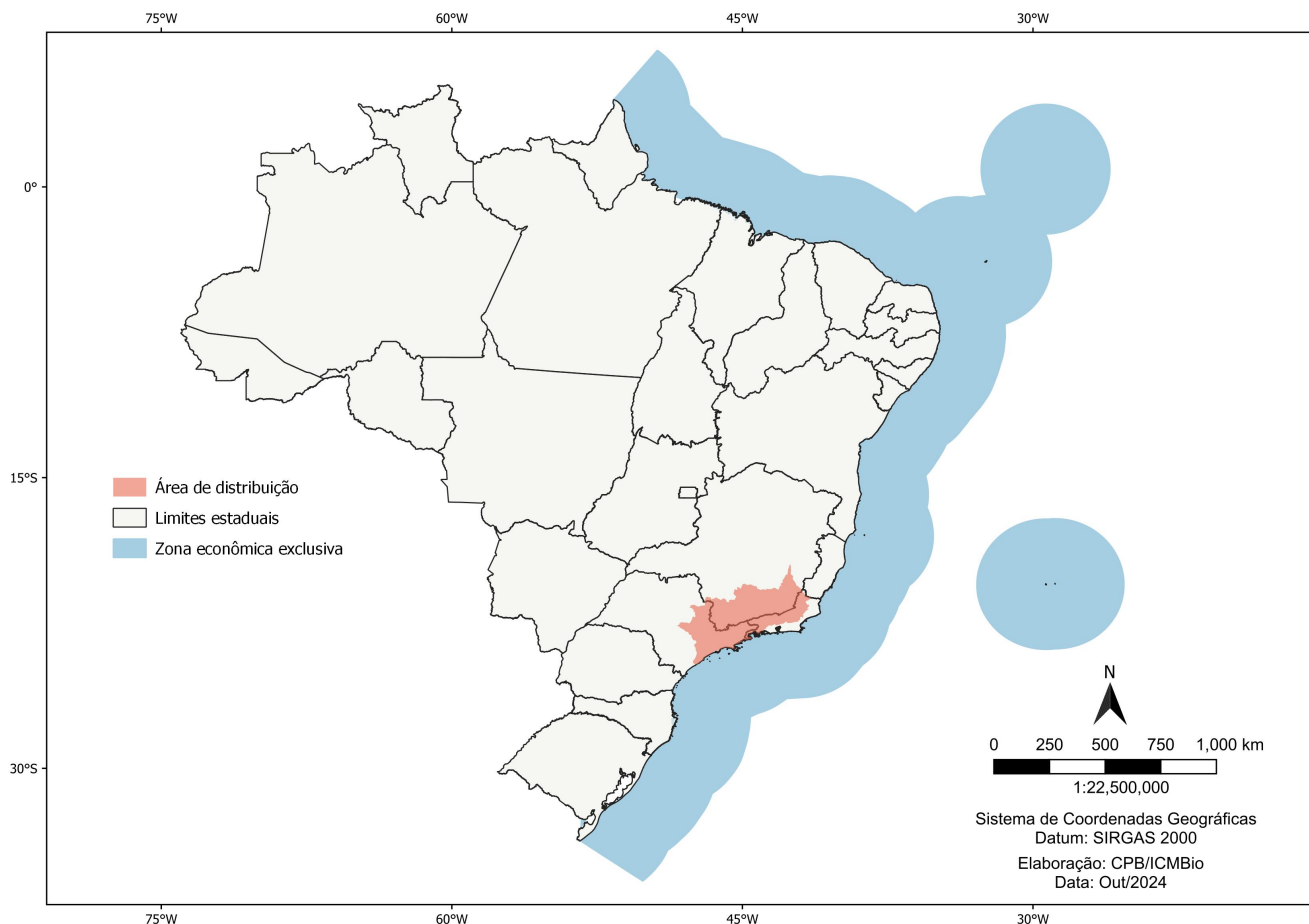 75°W 60°W 45°W 30°W
0°
15°S
Área de distribuição
Limites estaduais
Zona econômica exclusiva
N
0 250 500 750 1,000 km
30°S
1:22,500,000
Sistema de Coordenadas Geográficas
Datum: SIRGAS 2000
Elaboração: CPB/ICMBio
Data: Out/2024
75°W 60°W 45°W 30°W